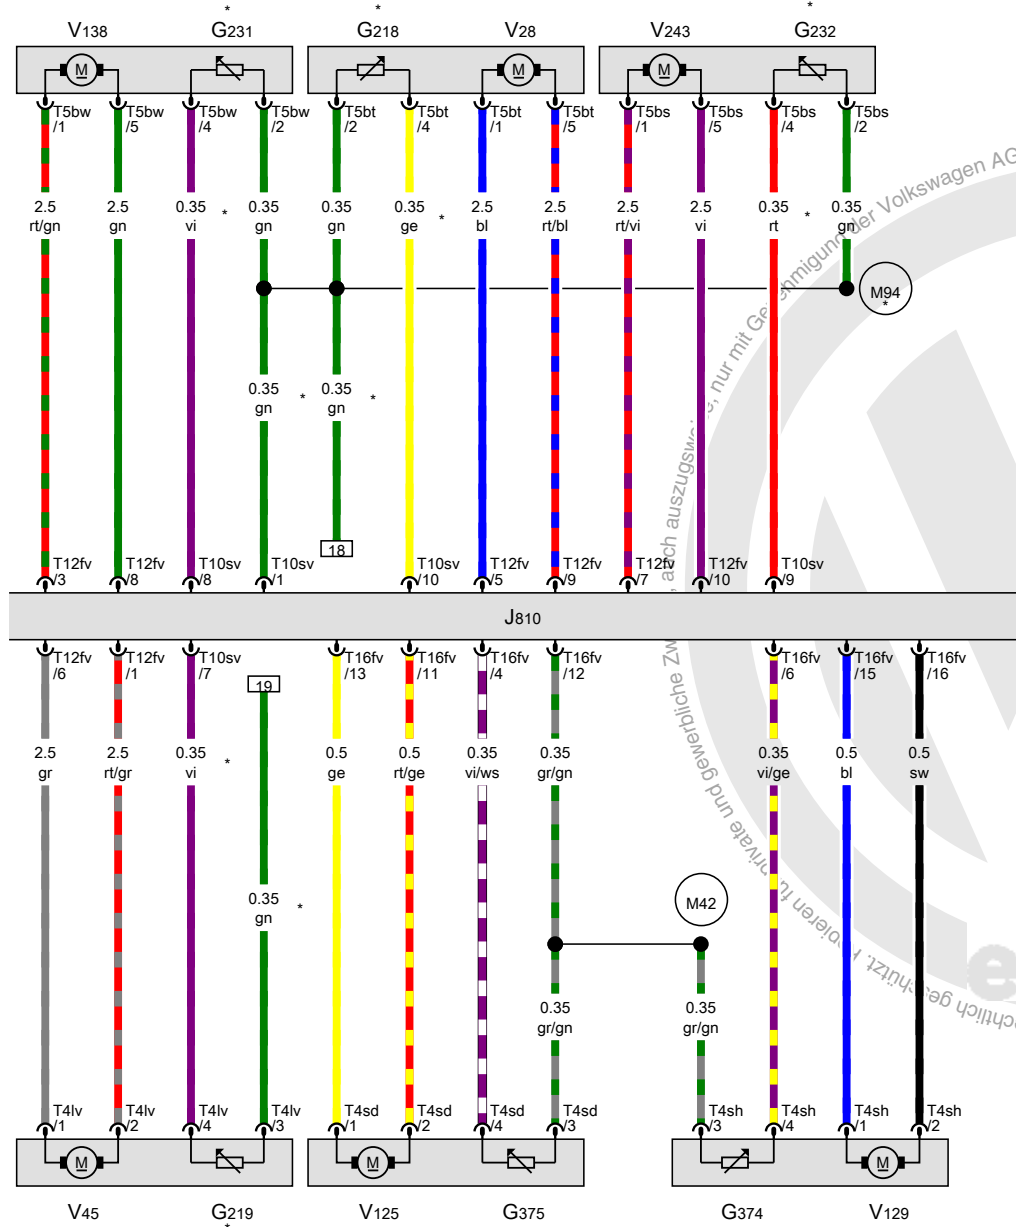 * * *
V138 G231 G218 V28 V243 G232
M M M
T5bw T5bw T5bw T5bw T5bt T5bt T5bt T5bt T5bs T5bs T5bs T5bs
/1 /5 /4 /2 /2 /4 /1 /5 /1 /5 /4 /2
2.5 2.5 0.35 * 0.35 0.35 0.35 * 2.5 2.5 2.5 2.5 0.35 * 0.35
rt/gn gn vi gn gn ge bl rt/bl rt/vi vi rt gn
M94
*
0.35 * 0.35 *
gn gn
18
T12fv T12fv T10sv T10sv T10sv T12fv T12fv T12fv T12fv T10sv
/3 /8 /8 /1 /10 /5 /9 /7 /10 /9
J810
T12fv T12fv T10sv T16fv T16fv T16fv T16fv T16fv T16fv T16fv
/6 /1 /7 /13 /11 /4 /12 /6 /15 /16
19
2.5 2.5 0.35 * 0.5 0.5 0.35 0.35 0.35 0.5 0.5
gr rt/gr vi ge rt/ge vi/ws gr/gn vi/ge bl sw
0.35 *
gn
M42
0.35 0.35
gr/gn gr/gn
T4lv T4lv T4lv T4lv T4sd T4sd T4sd T4sd T4sh T4sh T4sh T4sh
/1 /2 /4 /3 /1 /2 /4 /3 /3 /4 /1 /2
M M M
V45 G219 V125 G375 G374 V129
*
der Volkswagen AG
nur mit
auch
private und gewerbliche